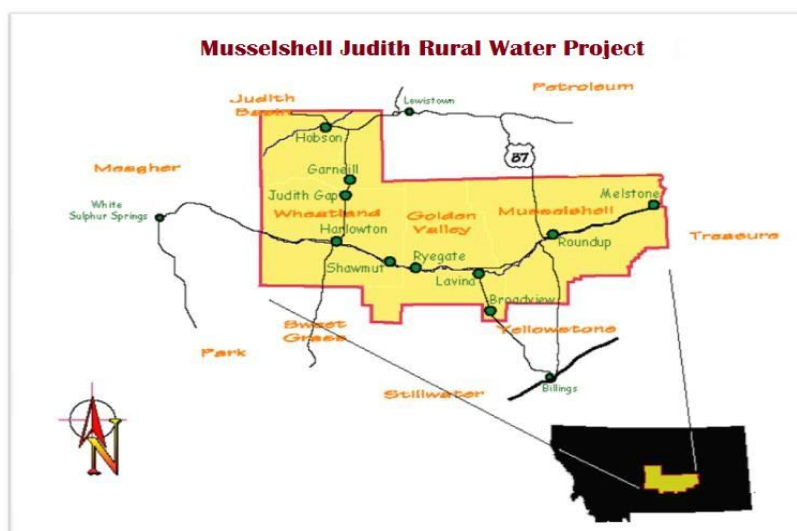 Musselshell Judith Rural Water Project
Petroleum
Judith
Basin
Lewistown
Hobson
87
Meagher
Garneill
Judith Gap
Melstone
White
Sulphur Springs
Wheatland
Golden
Valley
Musselshell
Harlowton
Roundup
Treasure
Shawmut
Ryegate
Lavina
Broadview
Sweet
Grass
Yellowstone
Park
Stillwater
Billings
N